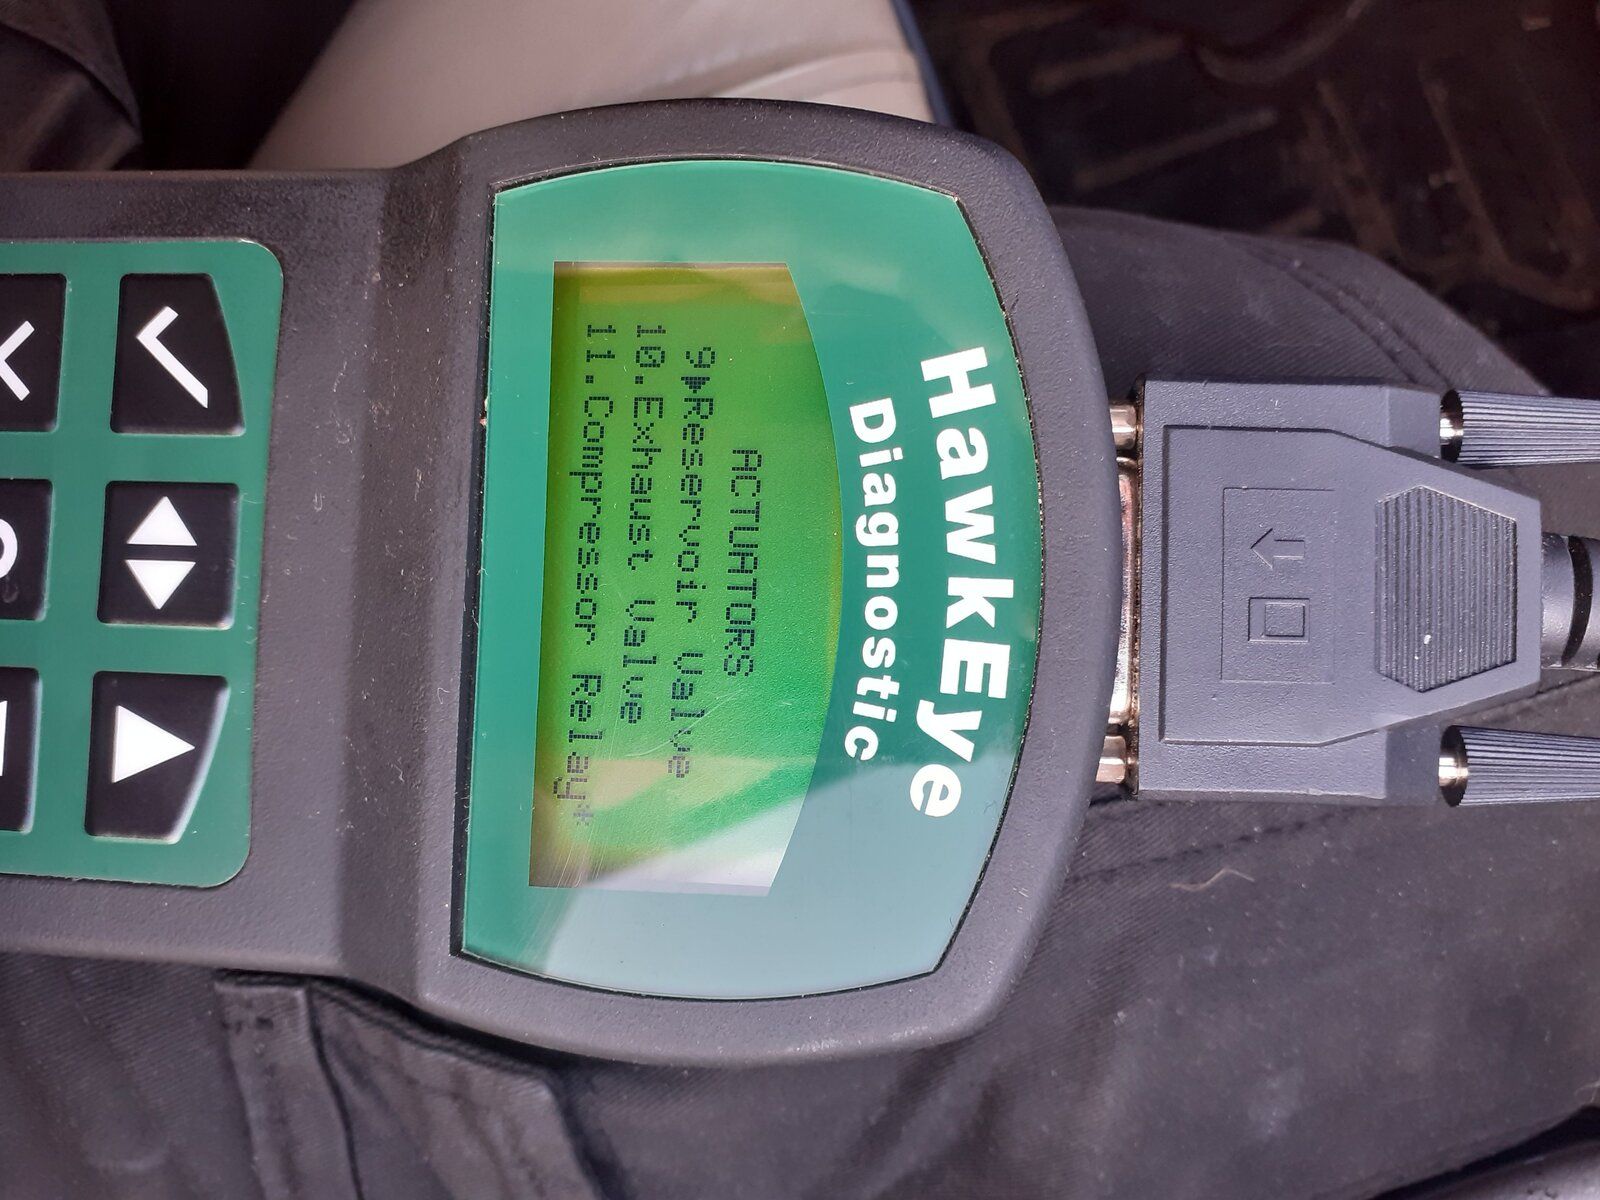 HawkEye
Diagnostic
ACTUATORS
9♦Reservoir Valve
10.Exhaust Valve
11.Compressor Relay*